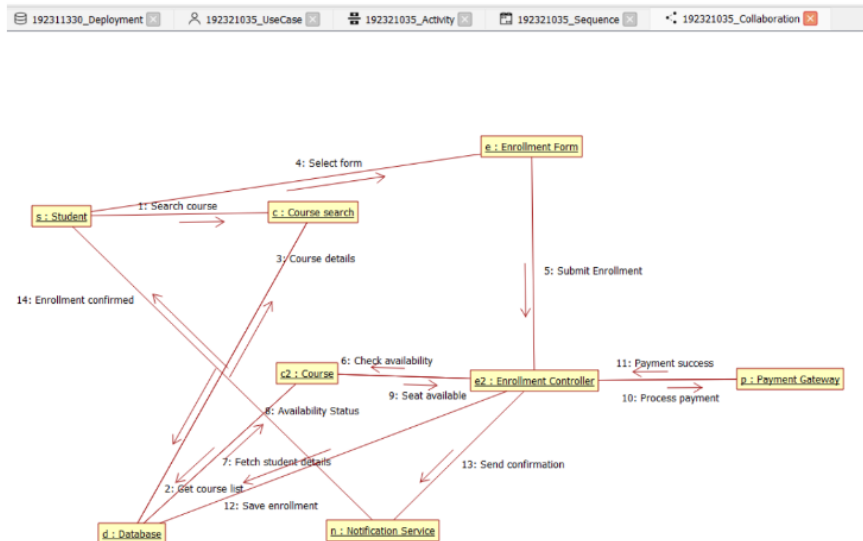 192311330_Deployment
192321035_UseCase
192321035_Activity
192321035_Sequence
192321035_Collaboration
e : Enrollment Form
4: Select form
1: Search course
s : Student
c : Course search
3: Course details
5: Submit Enrollment
14: Enrollment confirmed
6: Check availability
11: Payment success
c2 : Course
e2 : Enrollment Controller
p : Payment Gateway
9: Seat available
10: Process payment
8: Availability Status
7: Fetch student details
13: Send confirmation
2: Get course list
12: Save enrollment
d : Database
n : Notification Service